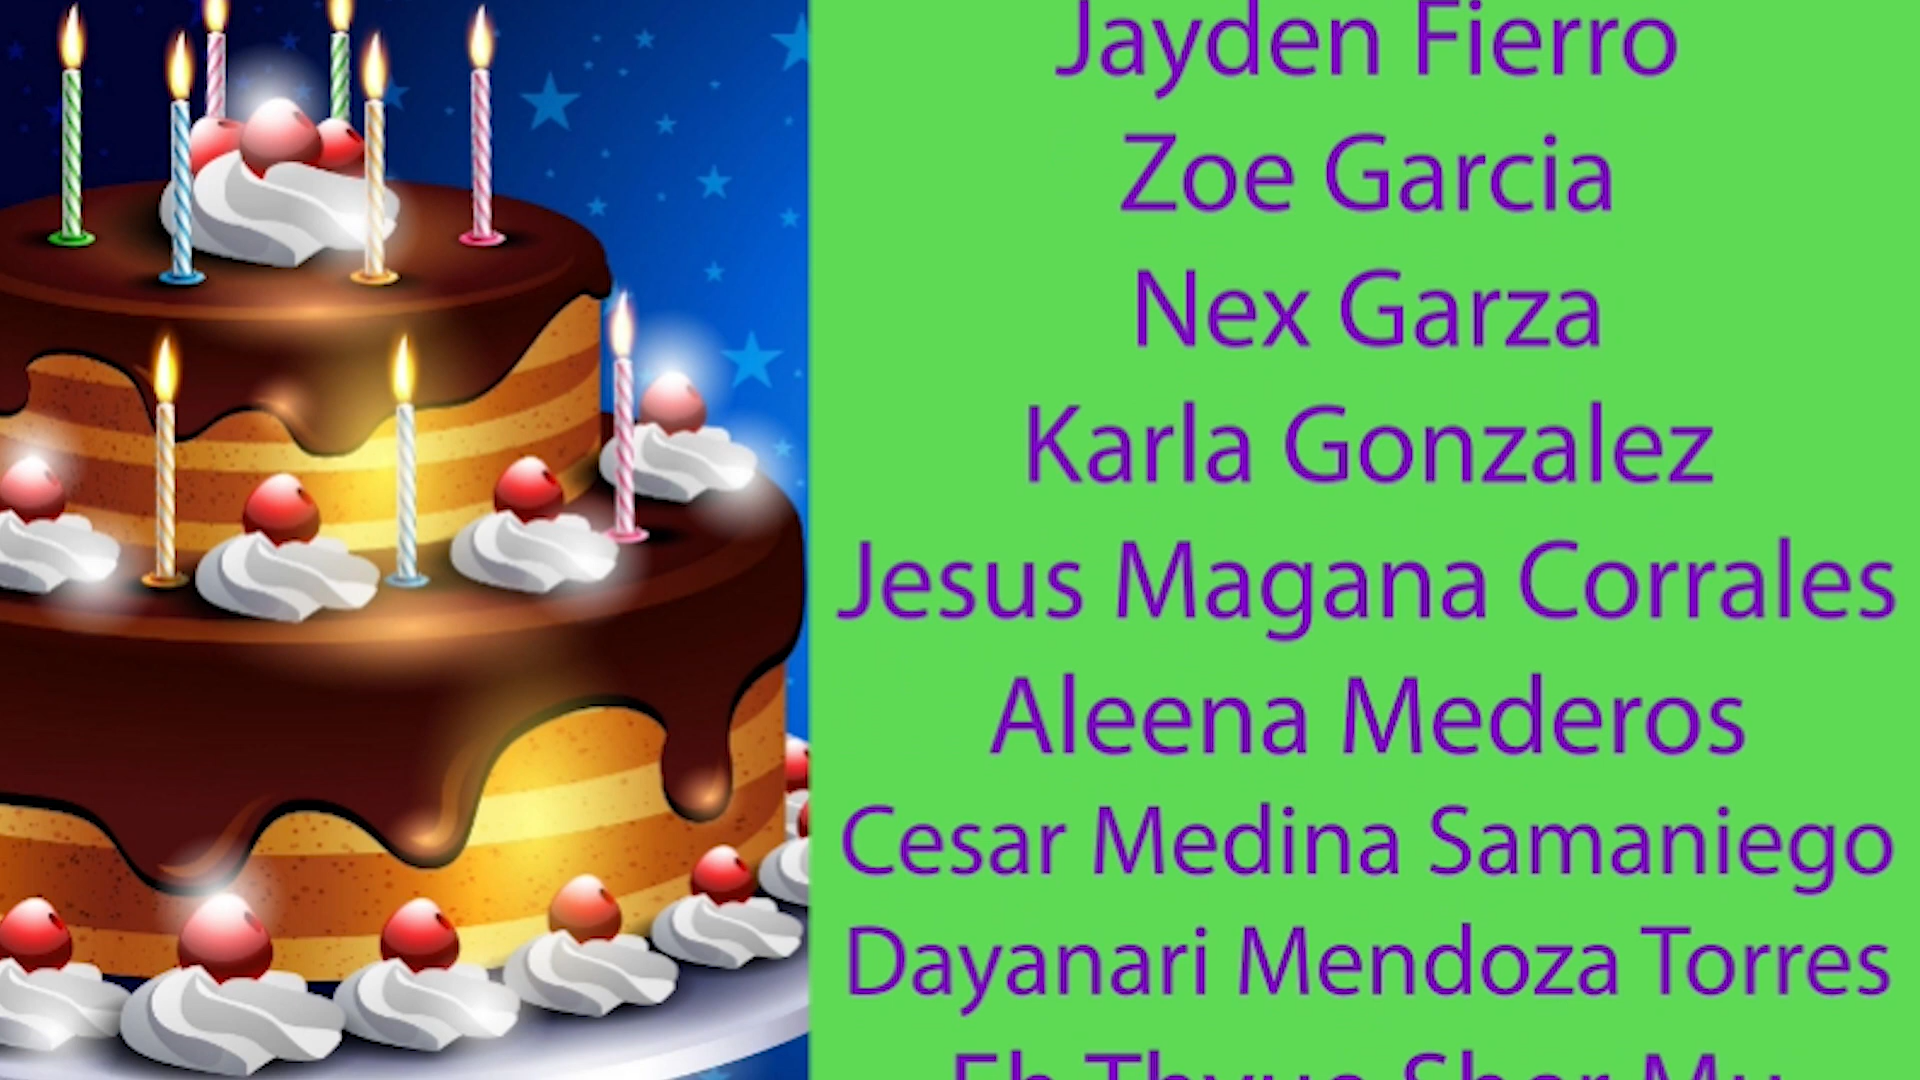 Jayden Fierro
Zoe Garcia
Nex Garza
Karla Gonzalez
Jesus Magana Corrales
Aleena Mederos
Cesar Medina Samaniego
Dayanari Mendoza Torres